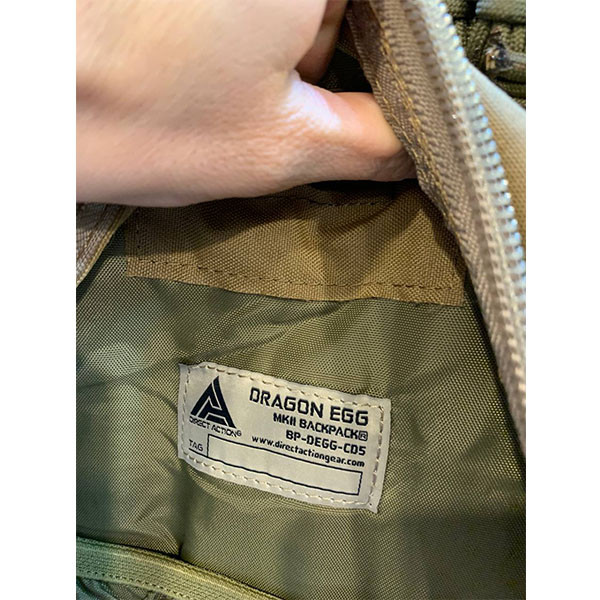 DRAGON EGG
MKII BACKPACK®
BP-DEGG-CD5
www.directactiongear.com
DIRECT ACTION®
TAG